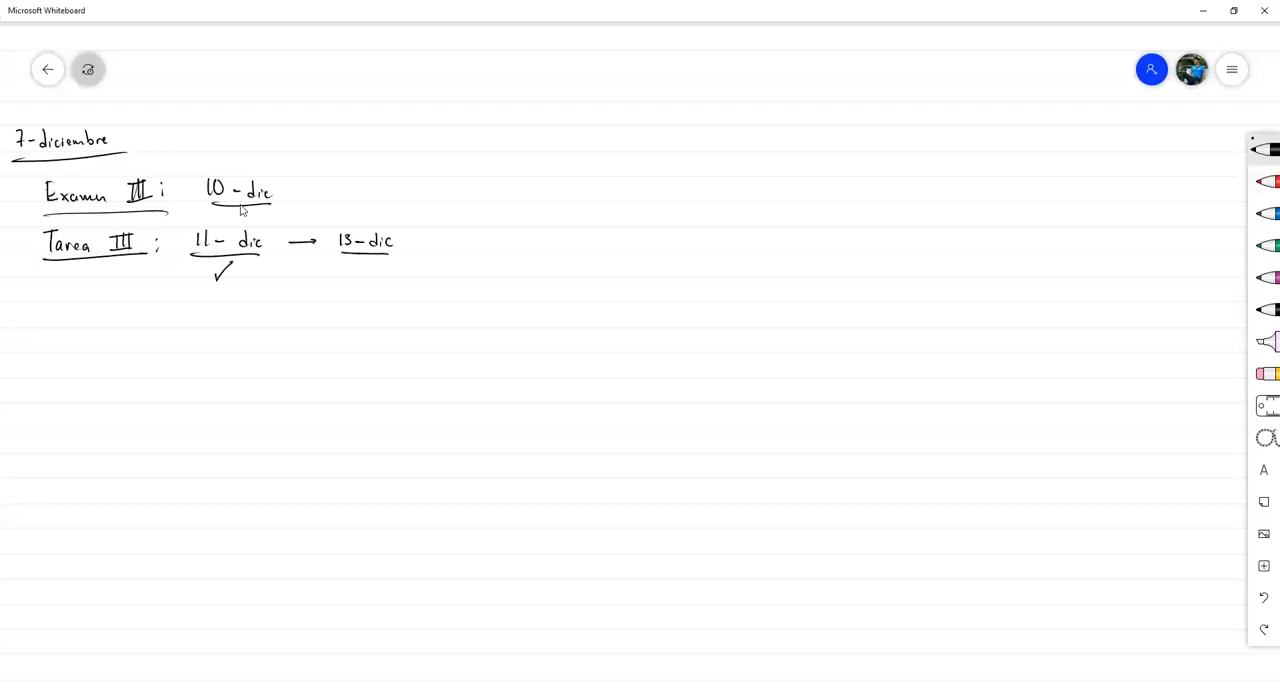 Microsoft Whiteboard
7-diciembre
Examen III: 10-dic
Tarea III: 11-dic → 13-dic
✓
A